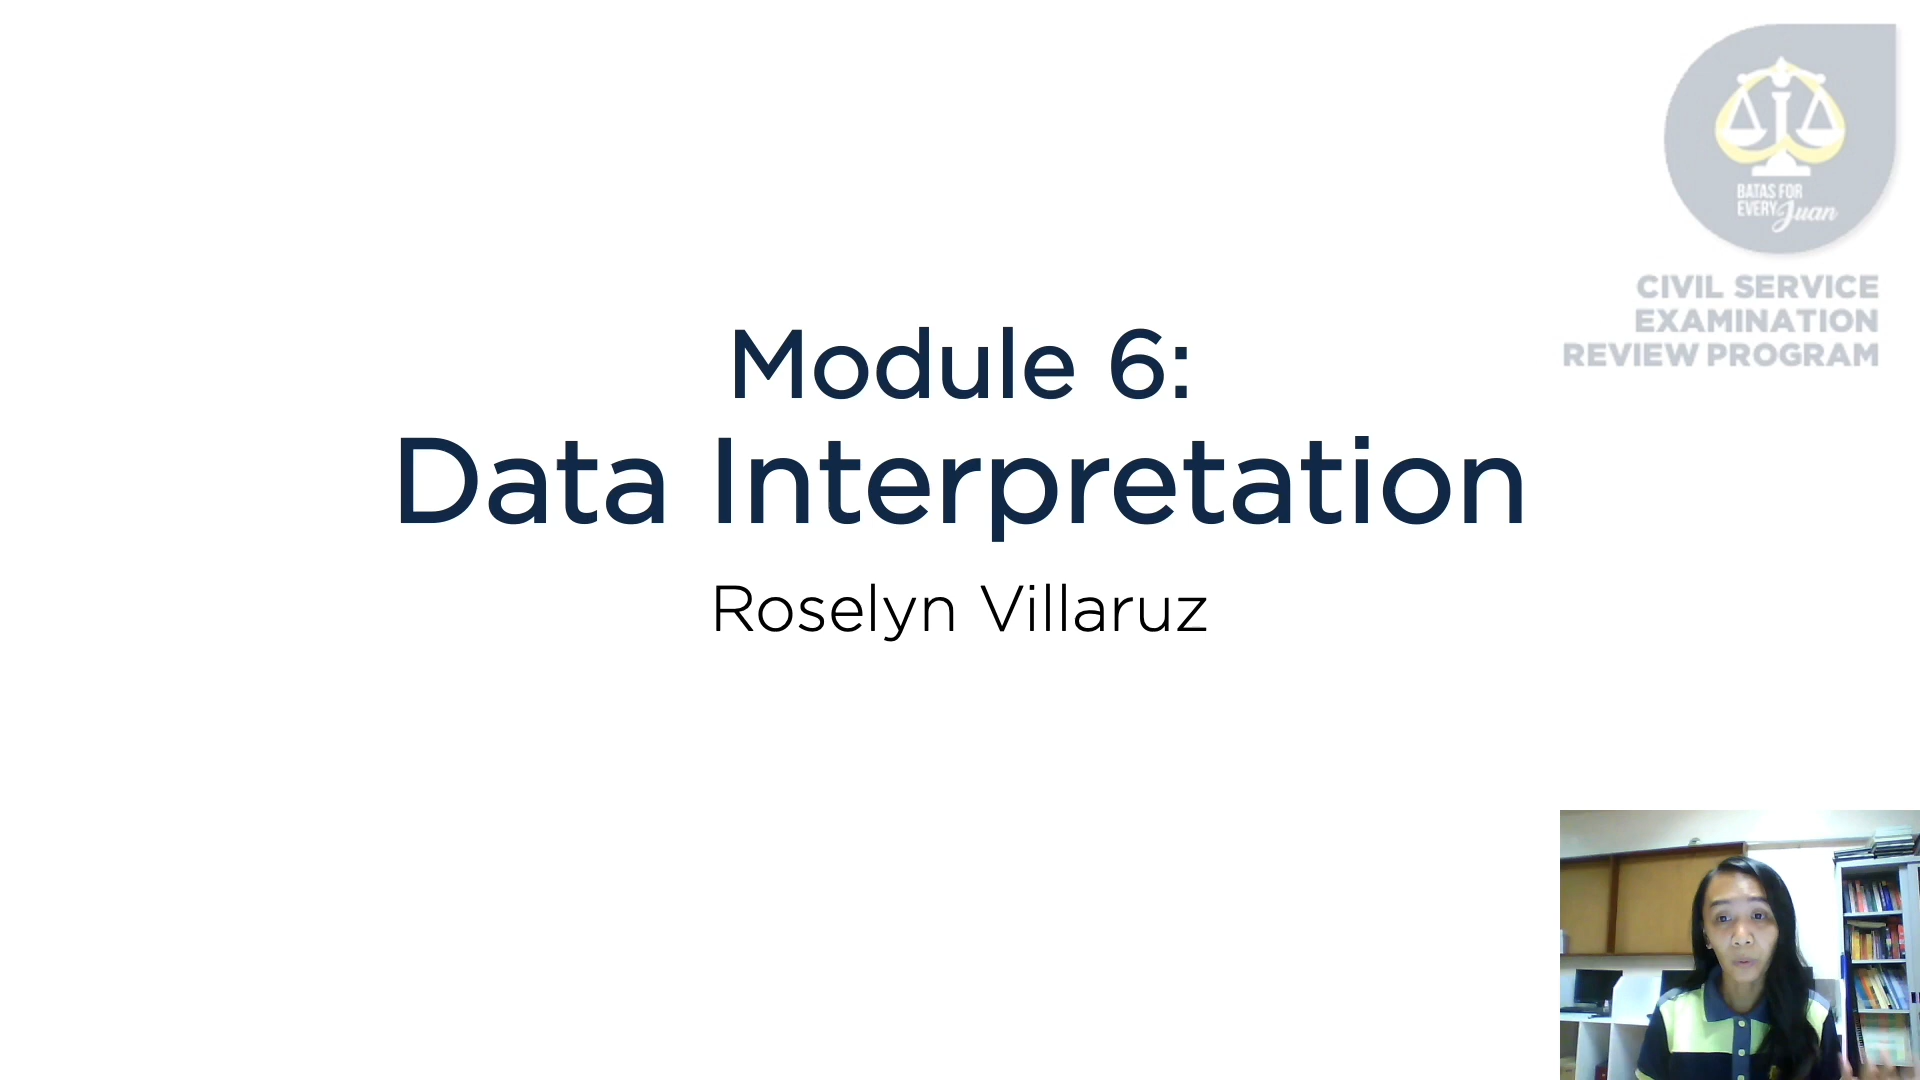 BATAS FOR
EVERY Juan
CIVIL SERVICE
EXAMINATION
REVIEW PROGRAM
Module 6:
Data Interpretation
Roselyn Villaruz